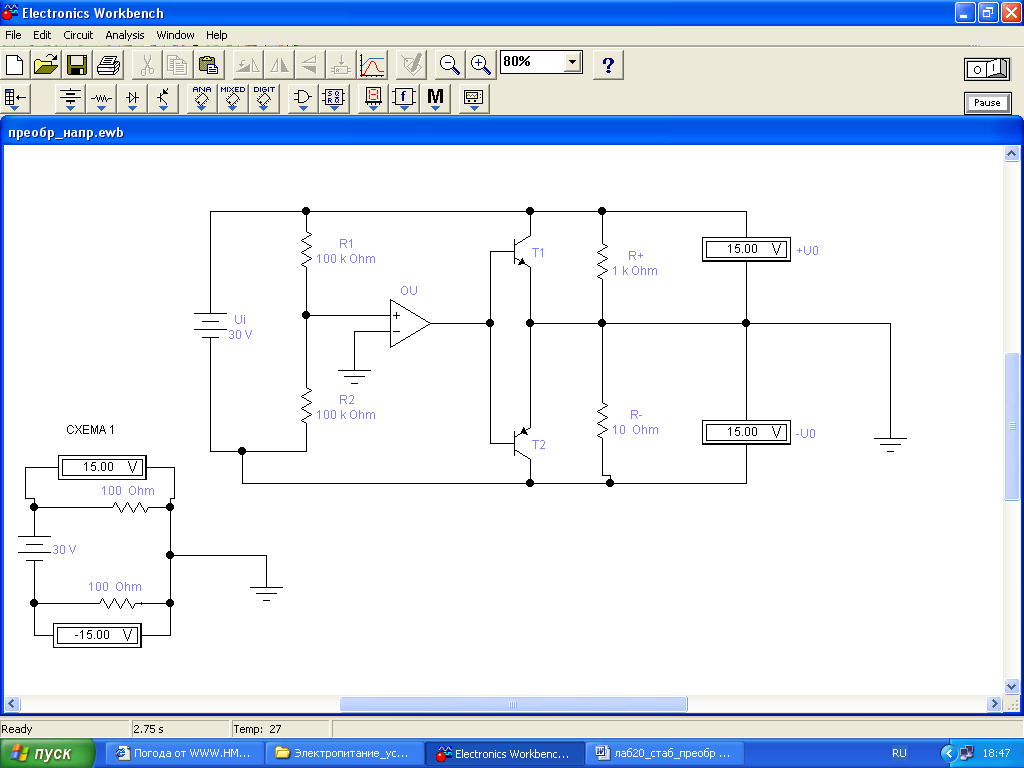 Electronics Workbench
File Edit Circuit Analysis Window Help
80%
?
O I
ANA MIXED DIGIT
f M
Pause
преобр_напр.ewb
R1
100 k Ohm
T1
R+
1 k Ohm
15.00 V +U0
OU
Ui
30 V
+
−
R2
100 k Ohm
T2
R-
10 Ohm
15.00 V -U0
СХЕМА 1
15.00 V
100 Ohm
30 V
100 Ohm
-15.00 V
Ready 2.75 s Temp: 27
пуск Погода от WWW.HM... Электропитание_ус... Electronics Workbenc... лаб20_стаб_преобр ... RU 18:47